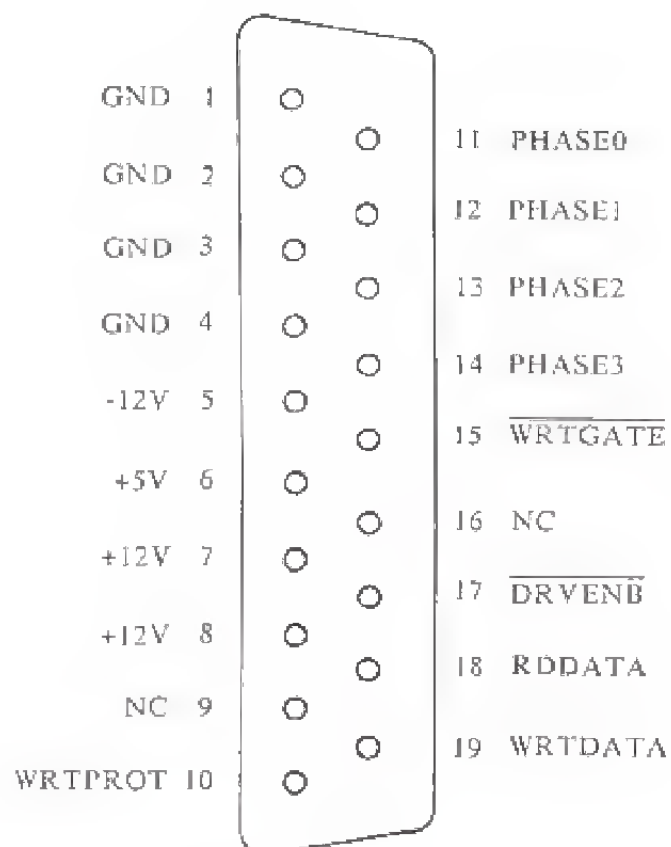 GND 1
11 PHASE0
GND 2
12 PHASE1
GND 3
13 PHASE2
GND 4
14 PHASE3
-12V 5
15 WRTGATE
+5V 6
16 NC
+12V 7
17 DRVENB
+12V 8
18 RDDATA
NC 9
19 WRTDATA
WRTPROT 10